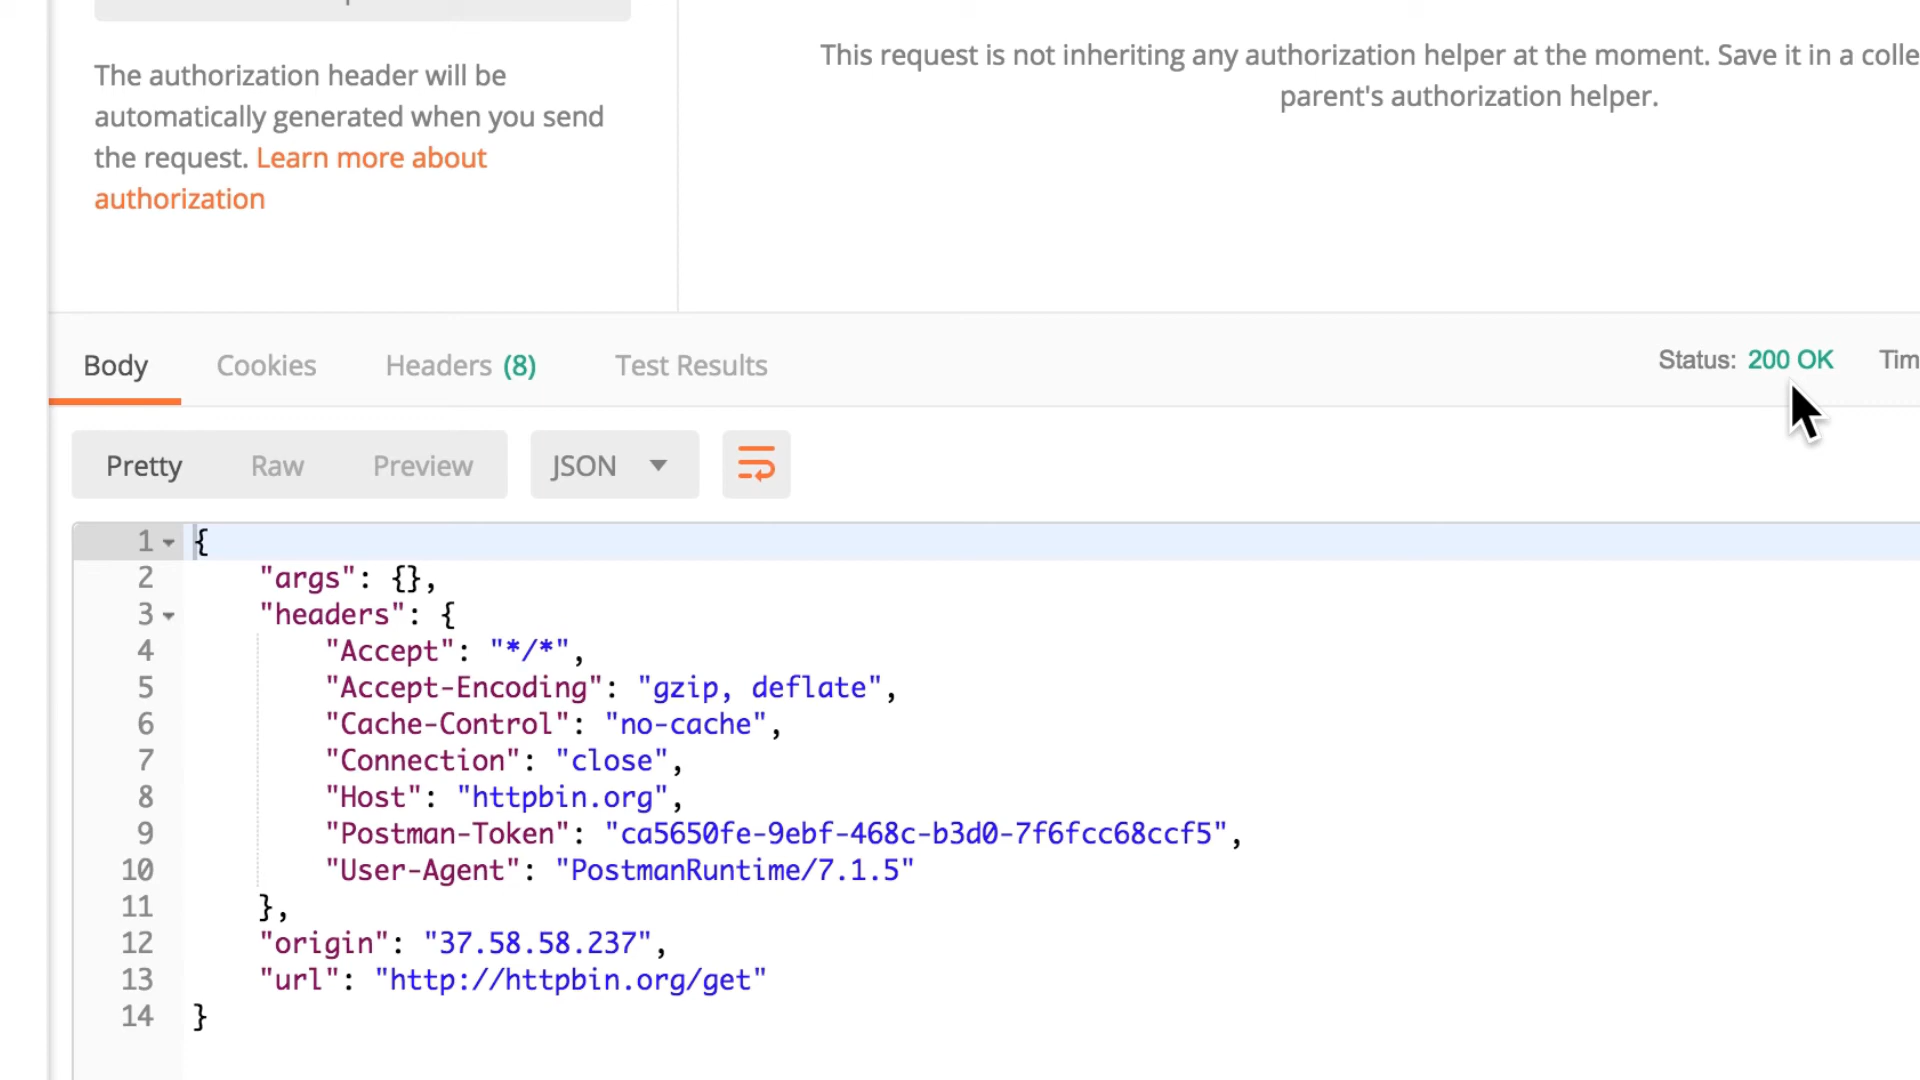 The authorization header will be
automatically generated when you send
the request. Learn more about
authorization
This request is not inheriting any authorization helper at the moment. Save it in a colle
parent's authorization helper.
Body Cookies Headers (8) Test Results Status: 200 OK Tim
Pretty Raw Preview JSON
1 {
2 "args": {},
3 "headers": {
4 "Accept": "*/*",
5 "Accept-Encoding": "gzip, deflate",
6 "Cache-Control": "no-cache",
7 "Connection": "close",
8 "Host": "httpbin.org",
9 "Postman-Token": "ca5650fe-9ebf-468c-b3d0-7f6fcc68ccf5",
10 "User-Agent": "PostmanRuntime/7.1.5"
11 },
12 "origin": "37.58.58.237",
13 "url": "http://httpbin.org/get"
14 }